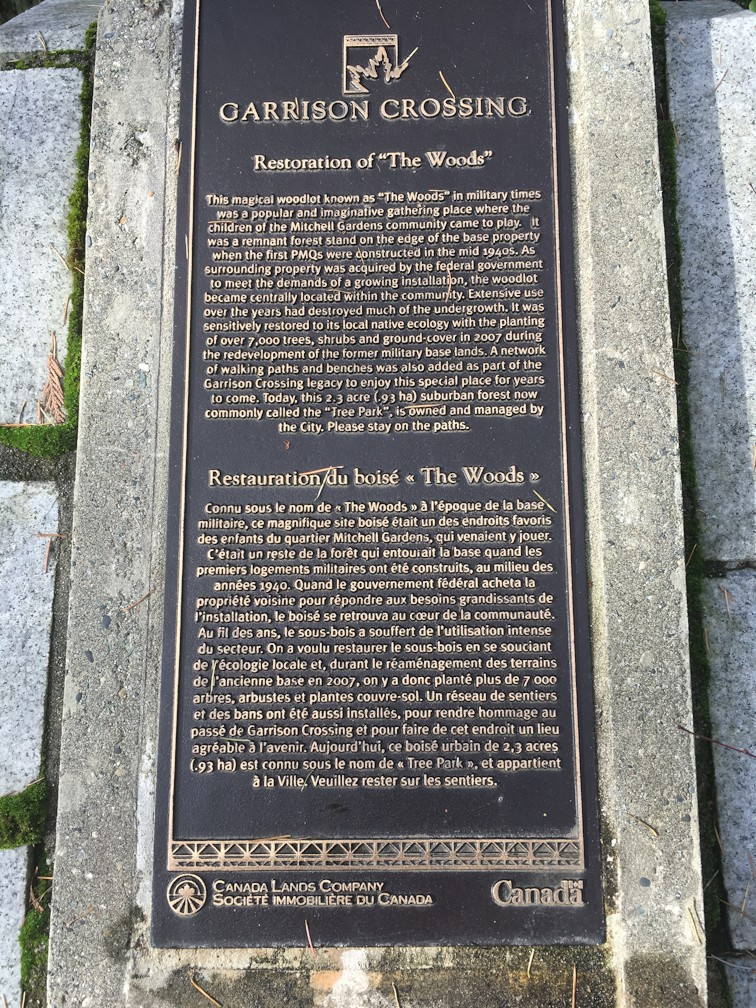 GARRISON CROSSING
Restoration of "The Woods"
This magical woodlot known as "The Woods" in military times
was a popular and imaginative gathering place where the
children of the Mitchell Gardens community came to play. It
was a remnant forest stand on the edge of the base property
when the first PMQs were constructed in the mid 1940s. As
surrounding property was acquired by the federal government
to meet the demands of a growing installation, the woodlot
became centrally located within the community. Extensive use
over the years had destroyed much of the undergrowth. It was
sensitively restored to its local native ecology with the planting
of over 7,000 trees, shrubs and ground-cover in 2007 during
the redevelopment of the former military base lands. A network
of walking paths and benches was also added as part of the
Garrison Crossing legacy to enjoy this special place for years
to come. Today, this 2.3 acre (.93 ha) suburban forest now
commonly called the "Tree Park", is owned and managed by
the City. Please stay on the paths.
Restauration du boisé « The Woods »
Connu sous le nom de « The Woods » à l'époque de la base
militaire, ce magnifique site boisé était un des endroits favoris
des enfants du quartier Mitchell Gardens, qui venaient y jouer.
C'était un reste de la forêt qui entourait la base quand les
premiers logements militaires ont été construits, au milieu des
années 1940. Quand le gouvernement fédéral acheta la
propriété voisine pour répondre aux besoins grandissants de
l'installation, le boisé se retrouva au cœur de la communauté.
Au fil des ans, le sous-bois a souffert de l'utilisation intense
du secteur. On a voulu restaurer le sous-bois en se souciant
de l'écologie locale et, durant le réaménagement des terrains
de l'ancienne base en 2007, on y a donc planté plus de 7 000
arbres, arbustes et plantes couvre-sol. Un réseau de sentiers
et des bans ont été aussi installés, pour rendre hommage au
passé de Garrison Crossing et pour faire de cet endroit un lieu
agréable à l'avenir. Aujourd'hui, ce boisé urbain de 2,3 acres
(.93 ha) est connu sous le nom de « Tree Park », et appartient
à la Ville. Veuillez rester sur les sentiers.
CANADA LANDS COMPANY
SOCIÉTÉ IMMOBILIÈRE DU CANADA
Canada